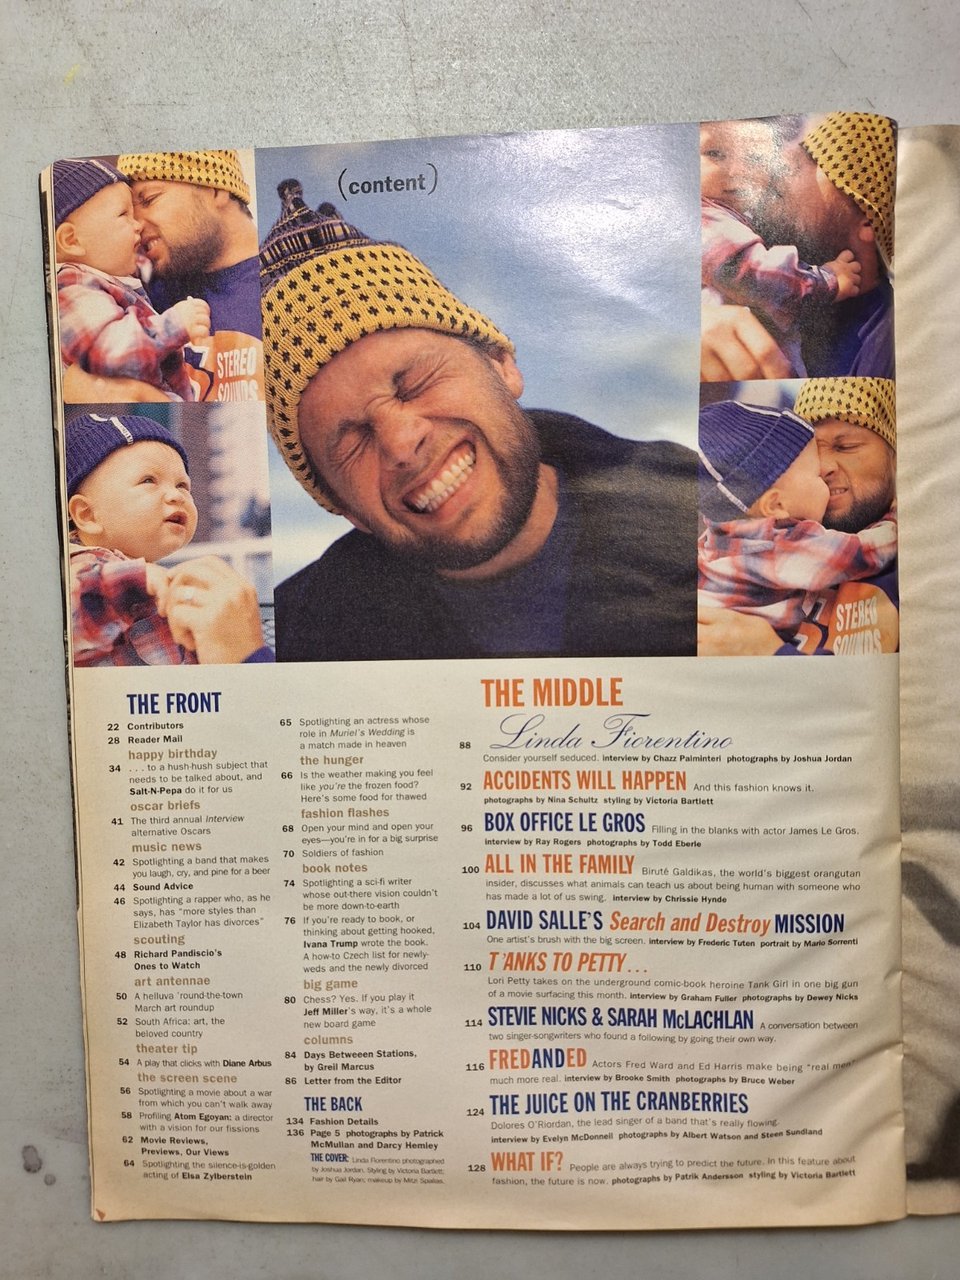 (content)
STEREO
SOUNDS
STEREO
SOUNDS
THE FRONT
22 Contributors
28 Reader Mail
happy birthday
34 . . . to a hush-hush subject that
needs to be talked about, and
Salt-N-Pepa do it for us
oscar briefs
41 The third annual Interview
alternative Oscars
music news
42 Spotlighting a band that makes
you laugh, cry, and pine for a beer
44 Sound Advice
46 Spotlighting a rapper who, as he
says, has "more styles than
Elizabeth Taylor has divorces"
scouting
48 Richard Pandiscio's
Ones to Watch
art antennae
50 A helluva 'round-the-town
March art roundup
52 South Africa: art, the
beloved country
theater tip
54 A play that clicks with Diane Arbus
the screen scene
56 Spotlighting a movie about a war
from which you can't walk away
58 Profiling Atom Egoyan: a director
with a vision for our fissions
62 Movie Reviews,
Previews, Our Views
64 Spotlighting the silence-is-golden
acting of Elsa Zylberstein
65 Spotlighting an actress whose
role in Muriel's Wedding is
a match made in heaven
the hunger
66 Is the weather making you feel
like you're the frozen food?
Here's some food for thawed
fashion flashes
68 Open your mind and open your
eyes—you're in for a big surprise
70 Soldiers of fashion
book notes
74 Spotlighting a sci-fi writer
whose out-there vision couldn't
be more down-to-earth
76 If you're ready to book, or
thinking about getting hooked,
Ivana Trump wrote the book.
A how-to Czech list for newly-
weds and the newly divorced
big game
80 Chess? Yes. If you play it
Jeff Miller's way, it's a whole
new board game
columns
84 Days Betweeen Stations,
by Greil Marcus
86 Letter from the Editor
THE BACK
134 Fashion Details
136 Page 5 photographs by Patrick
McMullan and Darcy Hemley
THE COVER: Linda Fiorentino photographed
by Joshua Jordan. Styling by Victoria Bartlett;
hair by Gail Ryan; makeup by Mitzi Spallas.
THE MIDDLE
88 Linda Fiorentino
Consider yourself seduced. interview by Chazz Palminteri photographs by Joshua Jordan
92 ACCIDENTS WILL HAPPEN And this fashion knows it.
photographs by Nina Schultz styling by Victoria Bartlett
96 BOX OFFICE LE GROS Filling in the blanks with actor James Le Gros.
interview by Ray Rogers photographs by Todd Eberle
100 ALL IN THE FAMILY Biruté Galdikas, the world's biggest orangutan
insider, discusses what animals can teach us about being human with someone who
has made a lot of us swing. interview by Chrissie Hynde
104 DAVID SALLE'S Search and Destroy MISSION
One artist's brush with the big screen. interview by Frederic Tuten portrait by Mario Sorrenti
110 T'ANKS TO PETTY . . .
Lori Petty takes on the underground comic-book heroine Tank Girl in one big gun
of a movie surfacing this month. interview by Graham Fuller photographs by Dewey Nicks
114 STEVIE NICKS & SARAH McLACHLAN A conversation between
two singer-songwriters who found a following by going their own way.
116 FREDANDED Actors Fred Ward and Ed Harris make being "real men"
much more real. interview by Brooke Smith photographs by Bruce Weber
124 THE JUICE ON THE CRANBERRIES
Dolores O'Riordan, the lead singer of a band that's really flowing.
interview by Evelyn McDonnell photographs by Albert Watson and Steen Sundland
128 WHAT IF? People are always trying to predict the future. In this feature about
fashion, the future is now. photographs by Patrik Andersson styling by Victoria Bartlett